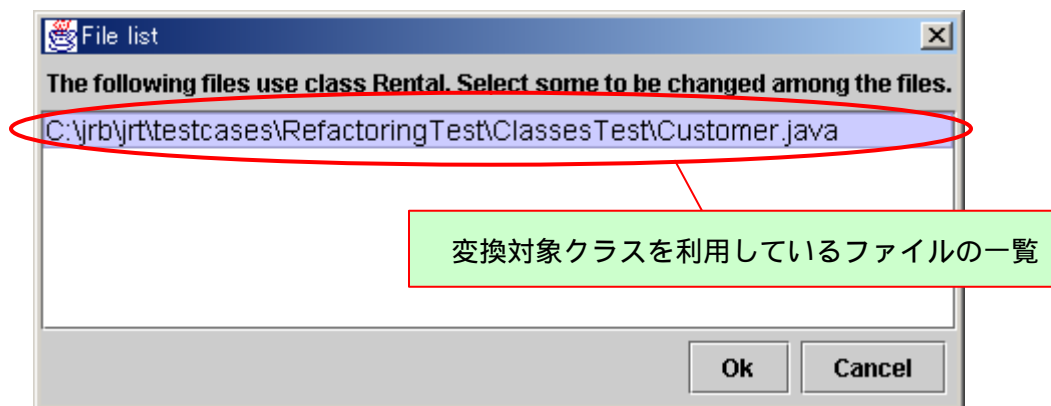 File list
The following files use class Rental. Select some to be changed among the files.
C:\jrb\jrt\testcases\RefactoringTest\ClassesTest\Customer.java
変換対象クラスを利用しているファイルの一覧
Ok Cancel